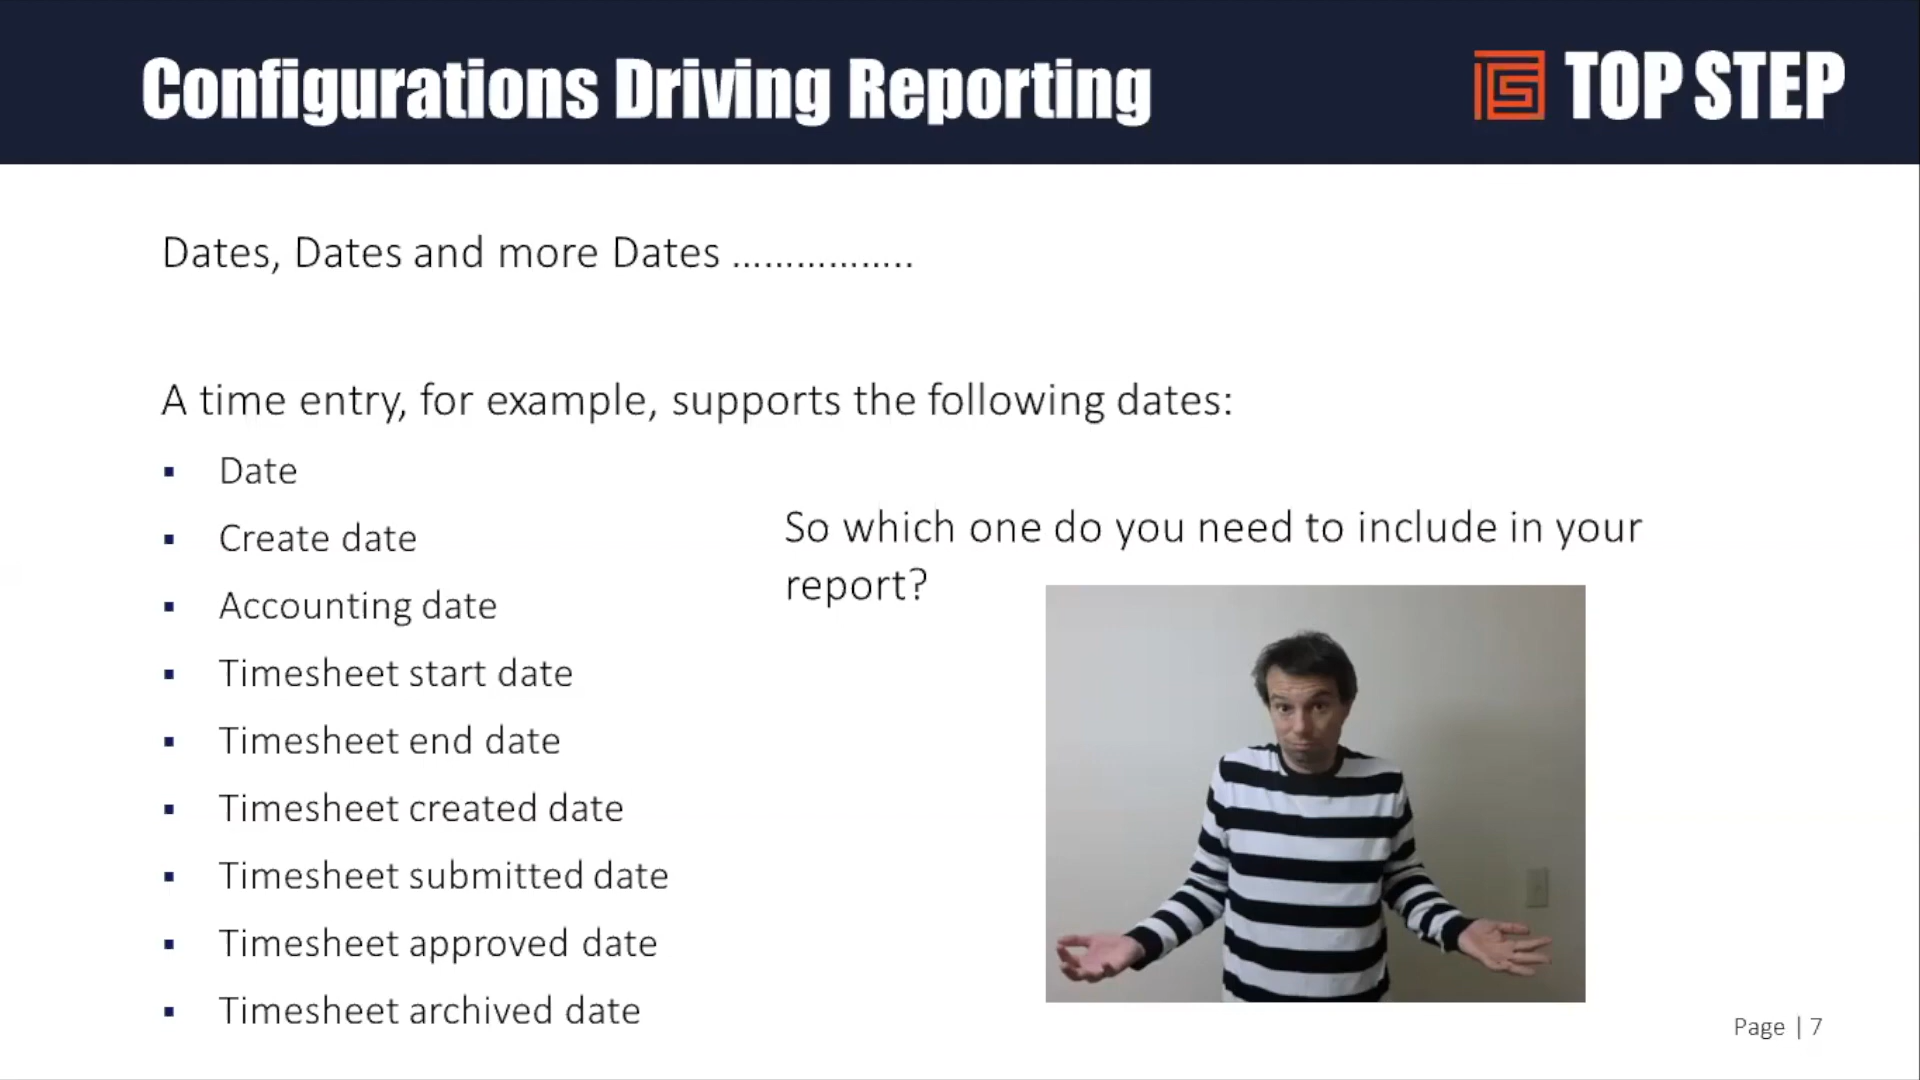 Configurations Driving Reporting
TOP STEP
Dates, Dates and more Dates ……………..
A time entry, for example, supports the following dates:
▪ Date
▪ Create date
▪ Accounting date
▪ Timesheet start date
▪ Timesheet end date
▪ Timesheet created date
▪ Timesheet submitted date
▪ Timesheet approved date
▪ Timesheet archived date
So which one do you need to include in your
report?
Page | 7